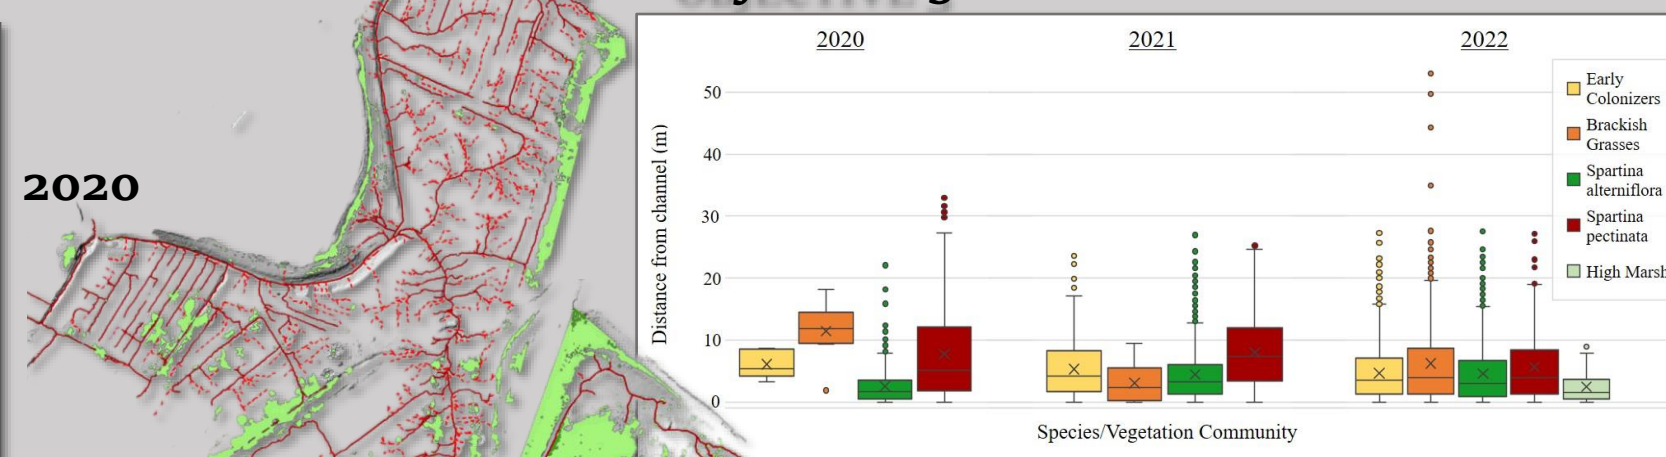 2020
2020
2021
2022
Early
Colonizers
Brackish
Grasses
Spartina
alterniflora
Spartina
pectinata
High Marsh
Distance from channel (m)
50
40
30
20
10
0
Species/Vegetation Community